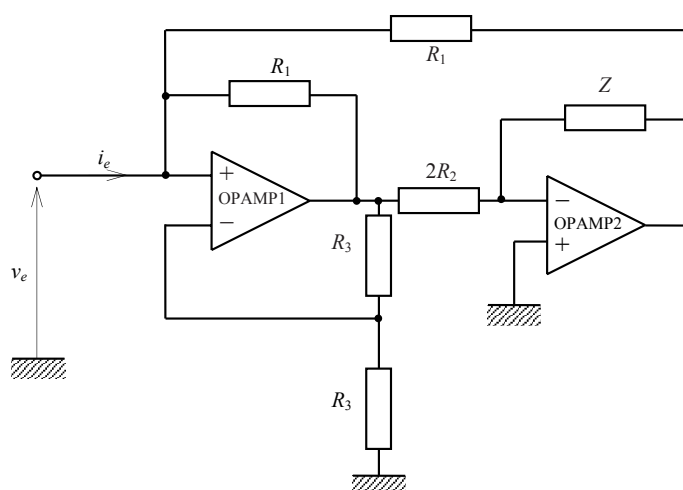 R₁
R₁
Z
iₑ
+
OPAMP1
−
2R₂
−
OPAMP2
+
R₃
vₑ
R₃